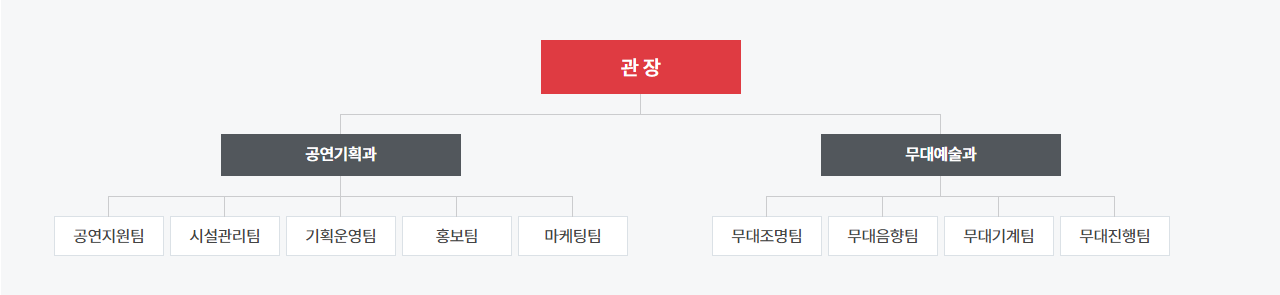 관 장
공연기획과
무대예술과
공연지원팀
시설관리팀
기획운영팀
홍보팀
마케팅팀
무대조명팀
무대음향팀
무대기계팀
무대진행팀